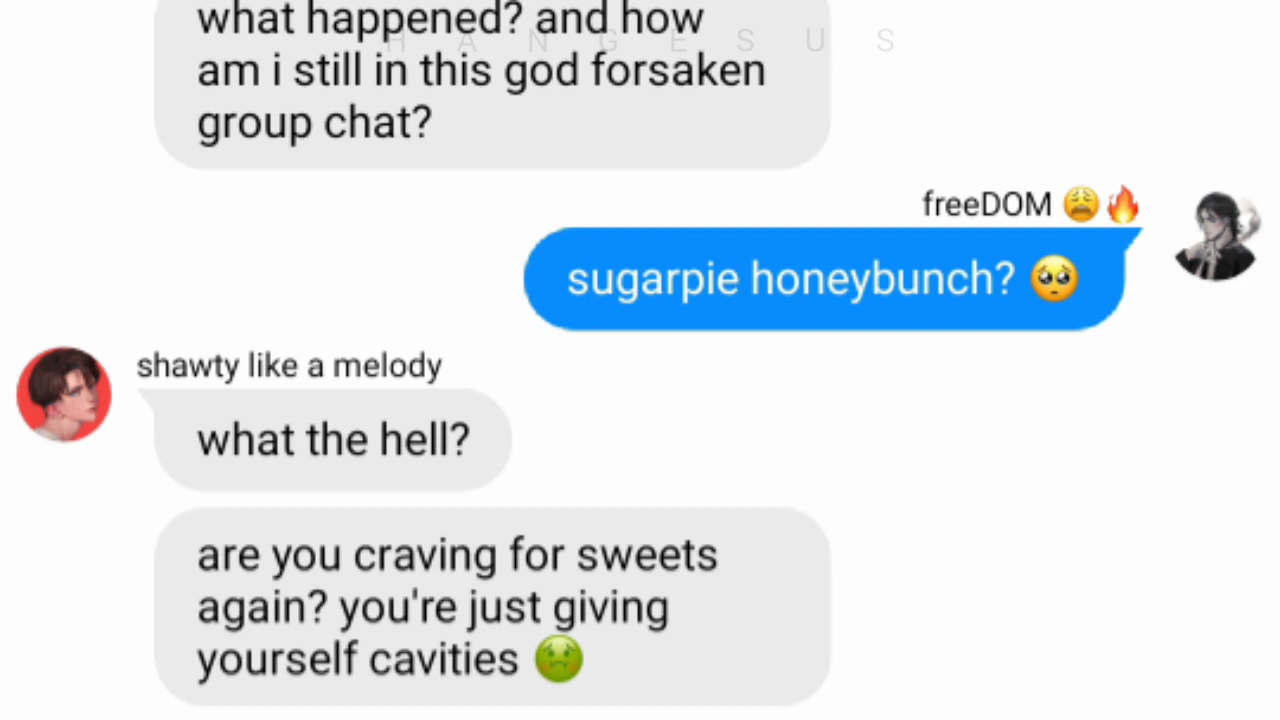 what happened? and how
HANGESUS
am i still in this god forsaken
group chat?
freeDOM 😩🔥
sugarpie honeybunch? 🥺
shawty like a melody
what the hell?
are you craving for sweets
again? you're just giving
yourself cavities 🤢